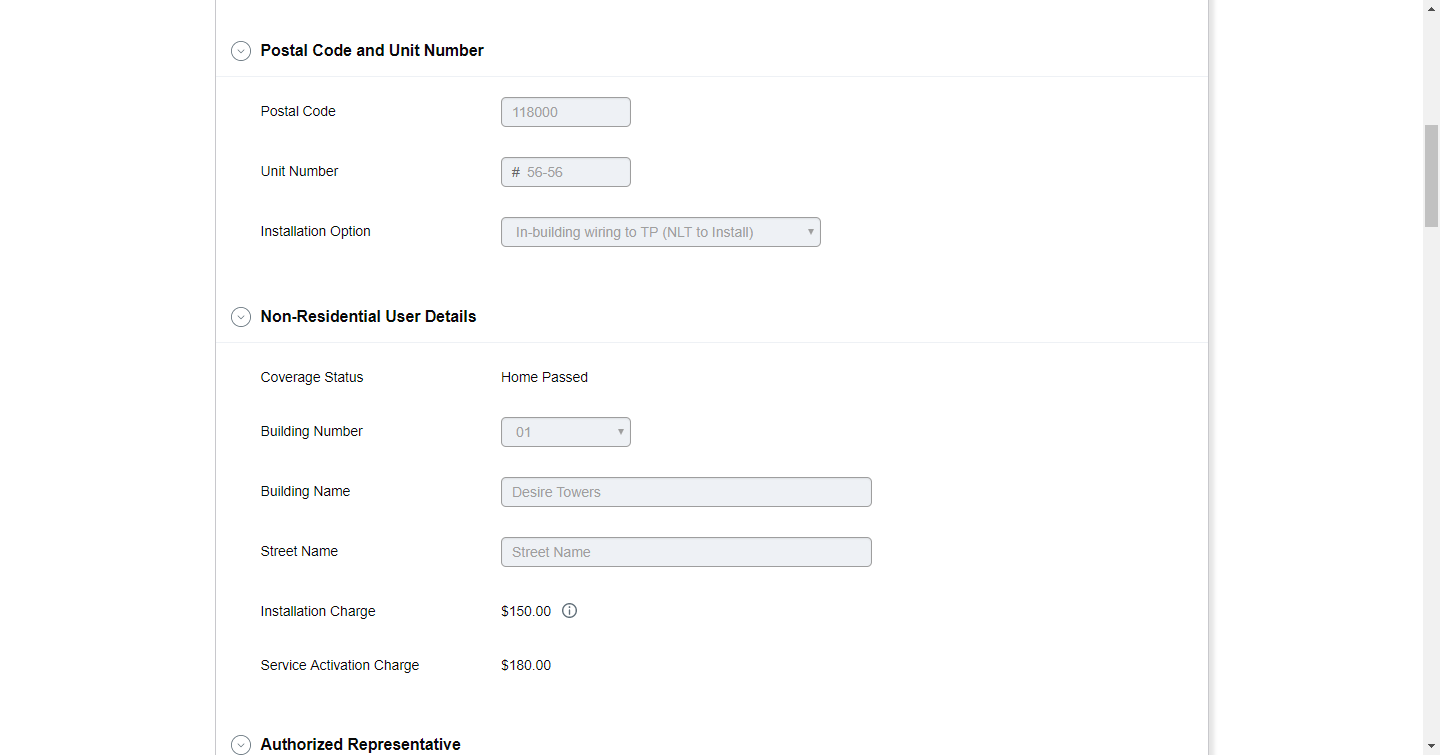 Postal Code and Unit Number
Postal Code 118000
Unit Number # 56-56
Installation Option In-building wiring to TP (NLT to Install)
Non-Residential User Details
Coverage Status Home Passed
Building Number 01
Building Name Desire Towers
Street Name Street Name
Installation Charge $150.00
Service Activation Charge $180.00
Authorized Representative